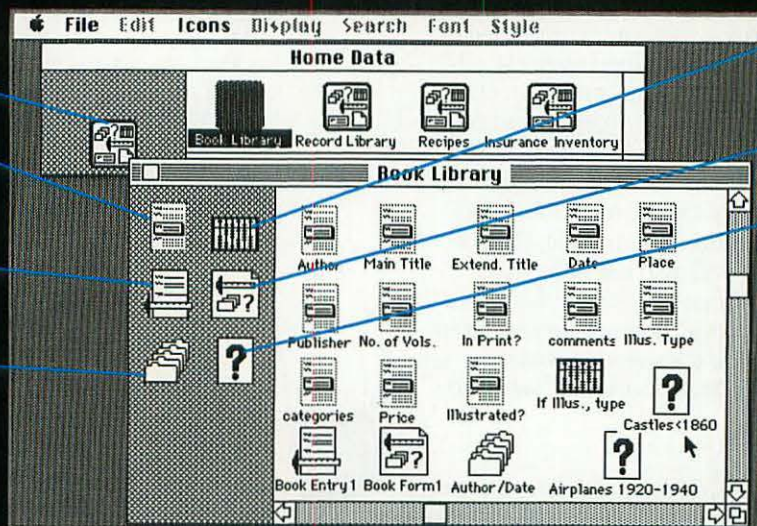 File Edit Icons Display Search Font Style
Home Data
Book Library Record Library Recipes Insurance Inventory
Book Library
Author Main Title Extend. Title Date Place
Publisher No. of Vols. In Print? comments Illus. Type
categories Price Illustrated? If Illus., type
Castles<1860
Book Entry 1 Book Form1 Author/Date Airplanes 1920-1940